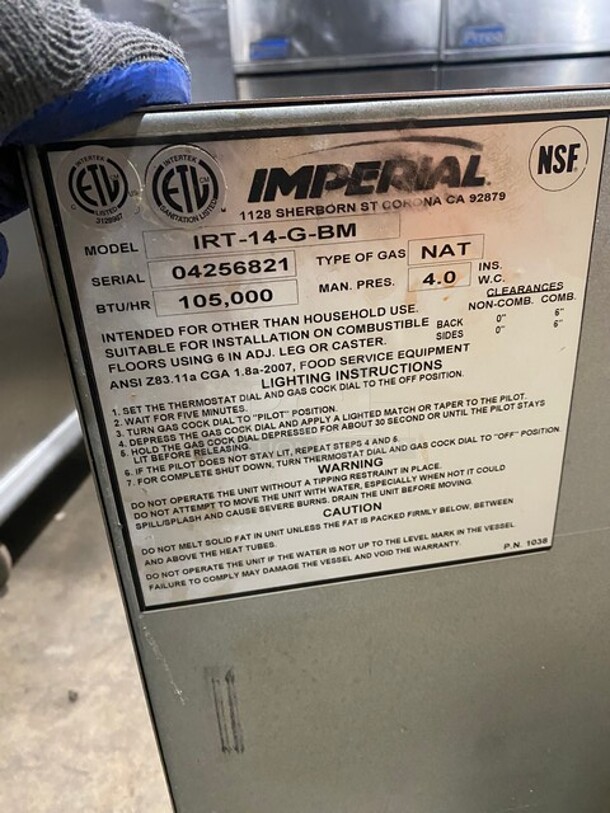 INTERTEK
ETL
CM
C
US
LISTED
3128987
INTERTEK
ETL
CM
SANITATION LISTED
IMPERIAL
NSF
1128 SHERBORN ST CORONA CA 92879
MODEL IRT-14-G-BM
SERIAL 04256821 TYPE OF GAS NAT
BTU/HR 105,000 MAN. PRES. 4.0 INS. W.C.
CLEARANCES
NON-COMB. COMB.
BACK 0" 6"
SIDES 0" 6"
INTENDED FOR OTHER THAN HOUSEHOLD USE.
SUITABLE FOR INSTALLATION ON COMBUSTIBLE
FLOORS USING 6 IN ADJ. LEG OR CASTER.
ANSI Z83.11a CGA 1.8a-2007, FOOD SERVICE EQUIPMENT
LIGHTING INSTRUCTIONS
1. SET THE THERMOSTAT DIAL AND GAS COCK DIAL TO THE OFF POSITION.
2. WAIT FOR FIVE MINUTES.
3. TURN GAS COCK DIAL TO "PILOT" POSITION.
4. DEPRESS THE GAS COCK DIAL AND APPLY A LIGHTED MATCH OR TAPER TO THE PILOT.
5. HOLD THE GAS COCK DIAL DEPRESSED FOR ABOUT 30 SECOND OR UNTIL THE PILOT STAYS
LIT BEFORE RELEASING.
6. IF THE PILOT DOES NOT STAY LIT, REPEAT STEPS 4 AND 5.
7. FOR COMPLETE SHUT DOWN, TURN THERMOSTAT DIAL AND GAS COCK DIAL TO "OFF" POSITION.
WARNING
DO NOT OPERATE THE UNIT WITHOUT A TIPPING RESTRAINT IN PLACE.
DO NOT ATTEMPT TO MOVE THE UNIT WITH WATER, ESPECIALLY WHEN HOT IT COULD
SPILL/SPLASH AND CAUSE SEVERE BURNS. DRAIN THE UNIT BEFORE MOVING.
CAUTION
DO NOT MELT SOLID FAT IN UNIT UNLESS THE FAT IS PACKED FIRMLY BELOW, BETWEEN
AND ABOVE THE HEAT TUBES.
DO NOT OPERATE THE UNIT IF THE WATER IS NOT UP TO THE LEVEL MARK IN THE VESSEL
FAILURE TO COMPLY MAY DAMAGE THE VESSEL AND VOID THE WARRANTY.
P.N. 1038